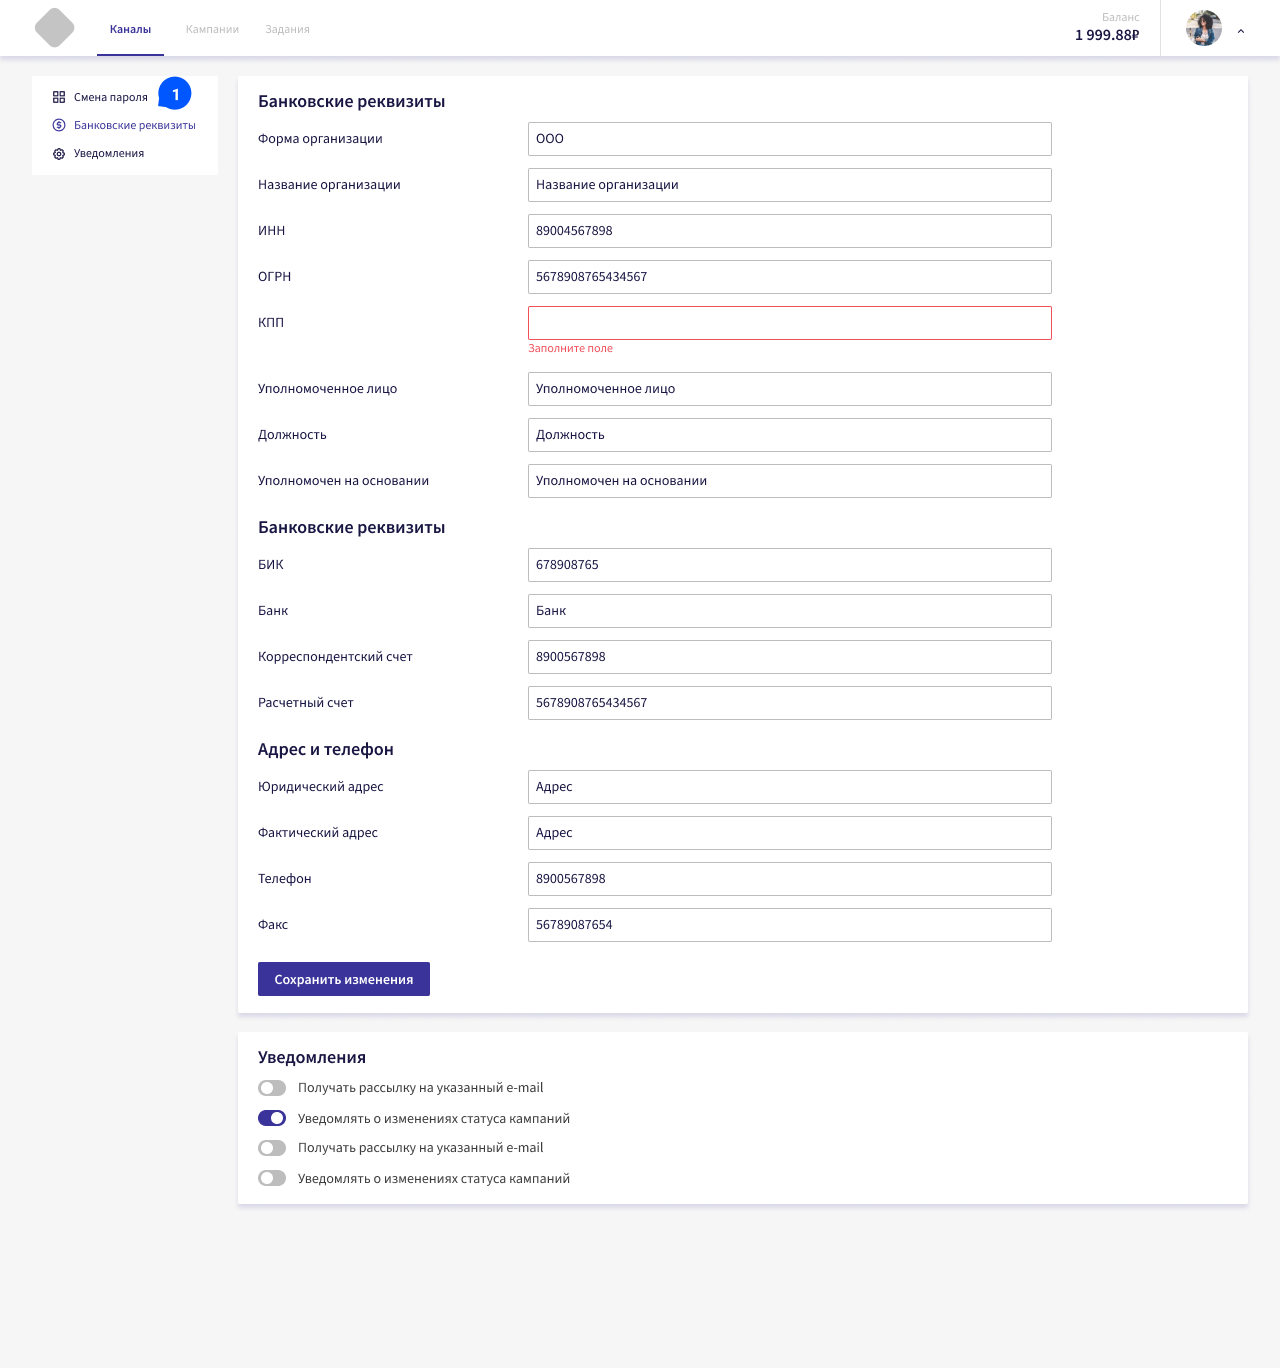 Каналы
Кампании
Задания
Баланс
1 999.88₽
Смена пароля
1
Банковские реквизиты
Уведомления
Банковские реквизиты
Форма организации
ООО
Название организации
Название организации
ИНН
89004567898
ОГРН
5678908765434567
КПП
Заполните поле
Уполномоченное лицо
Уполномоченное лицо
Должность
Должность
Уполномочен на основании
Уполномочен на основании
Банковские реквизиты
БИК
678908765
Банк
Банк
Корреспондентский счет
8900567898
Расчетный счет
5678908765434567
Адрес и телефон
Юридический адрес
Адрес
Фактический адрес
Адрес
Телефон
8900567898
Факс
56789087654
Сохранить изменения
Уведомления
Получать рассылку на указанный e-mail
Уведомлять о изменениях статуса кампаний
Получать рассылку на указанный e-mail
Уведомлять о изменениях статуса кампаний